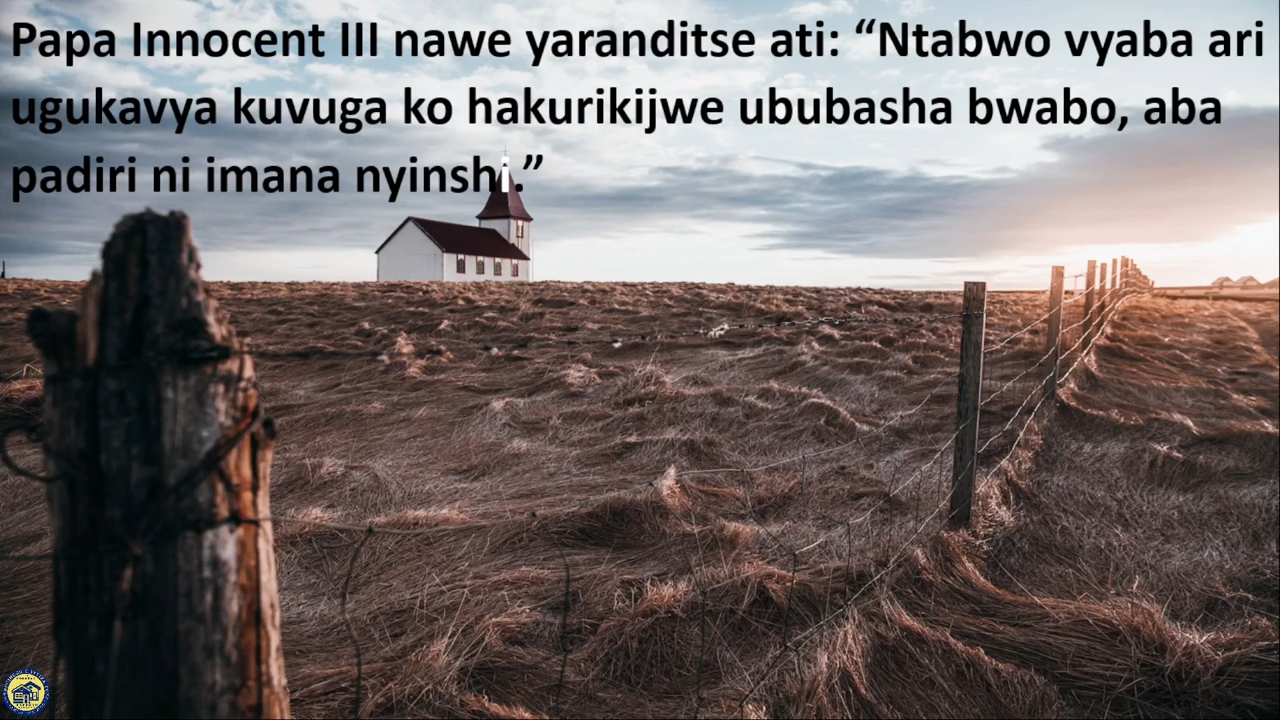 Papa Innocent III nawe yaranditse ati: “Ntabwo vyaba ari
ugukavya kuvuga ko hakurikijwe ububasha bwabo, aba
padiri ni imana nyinshi.”